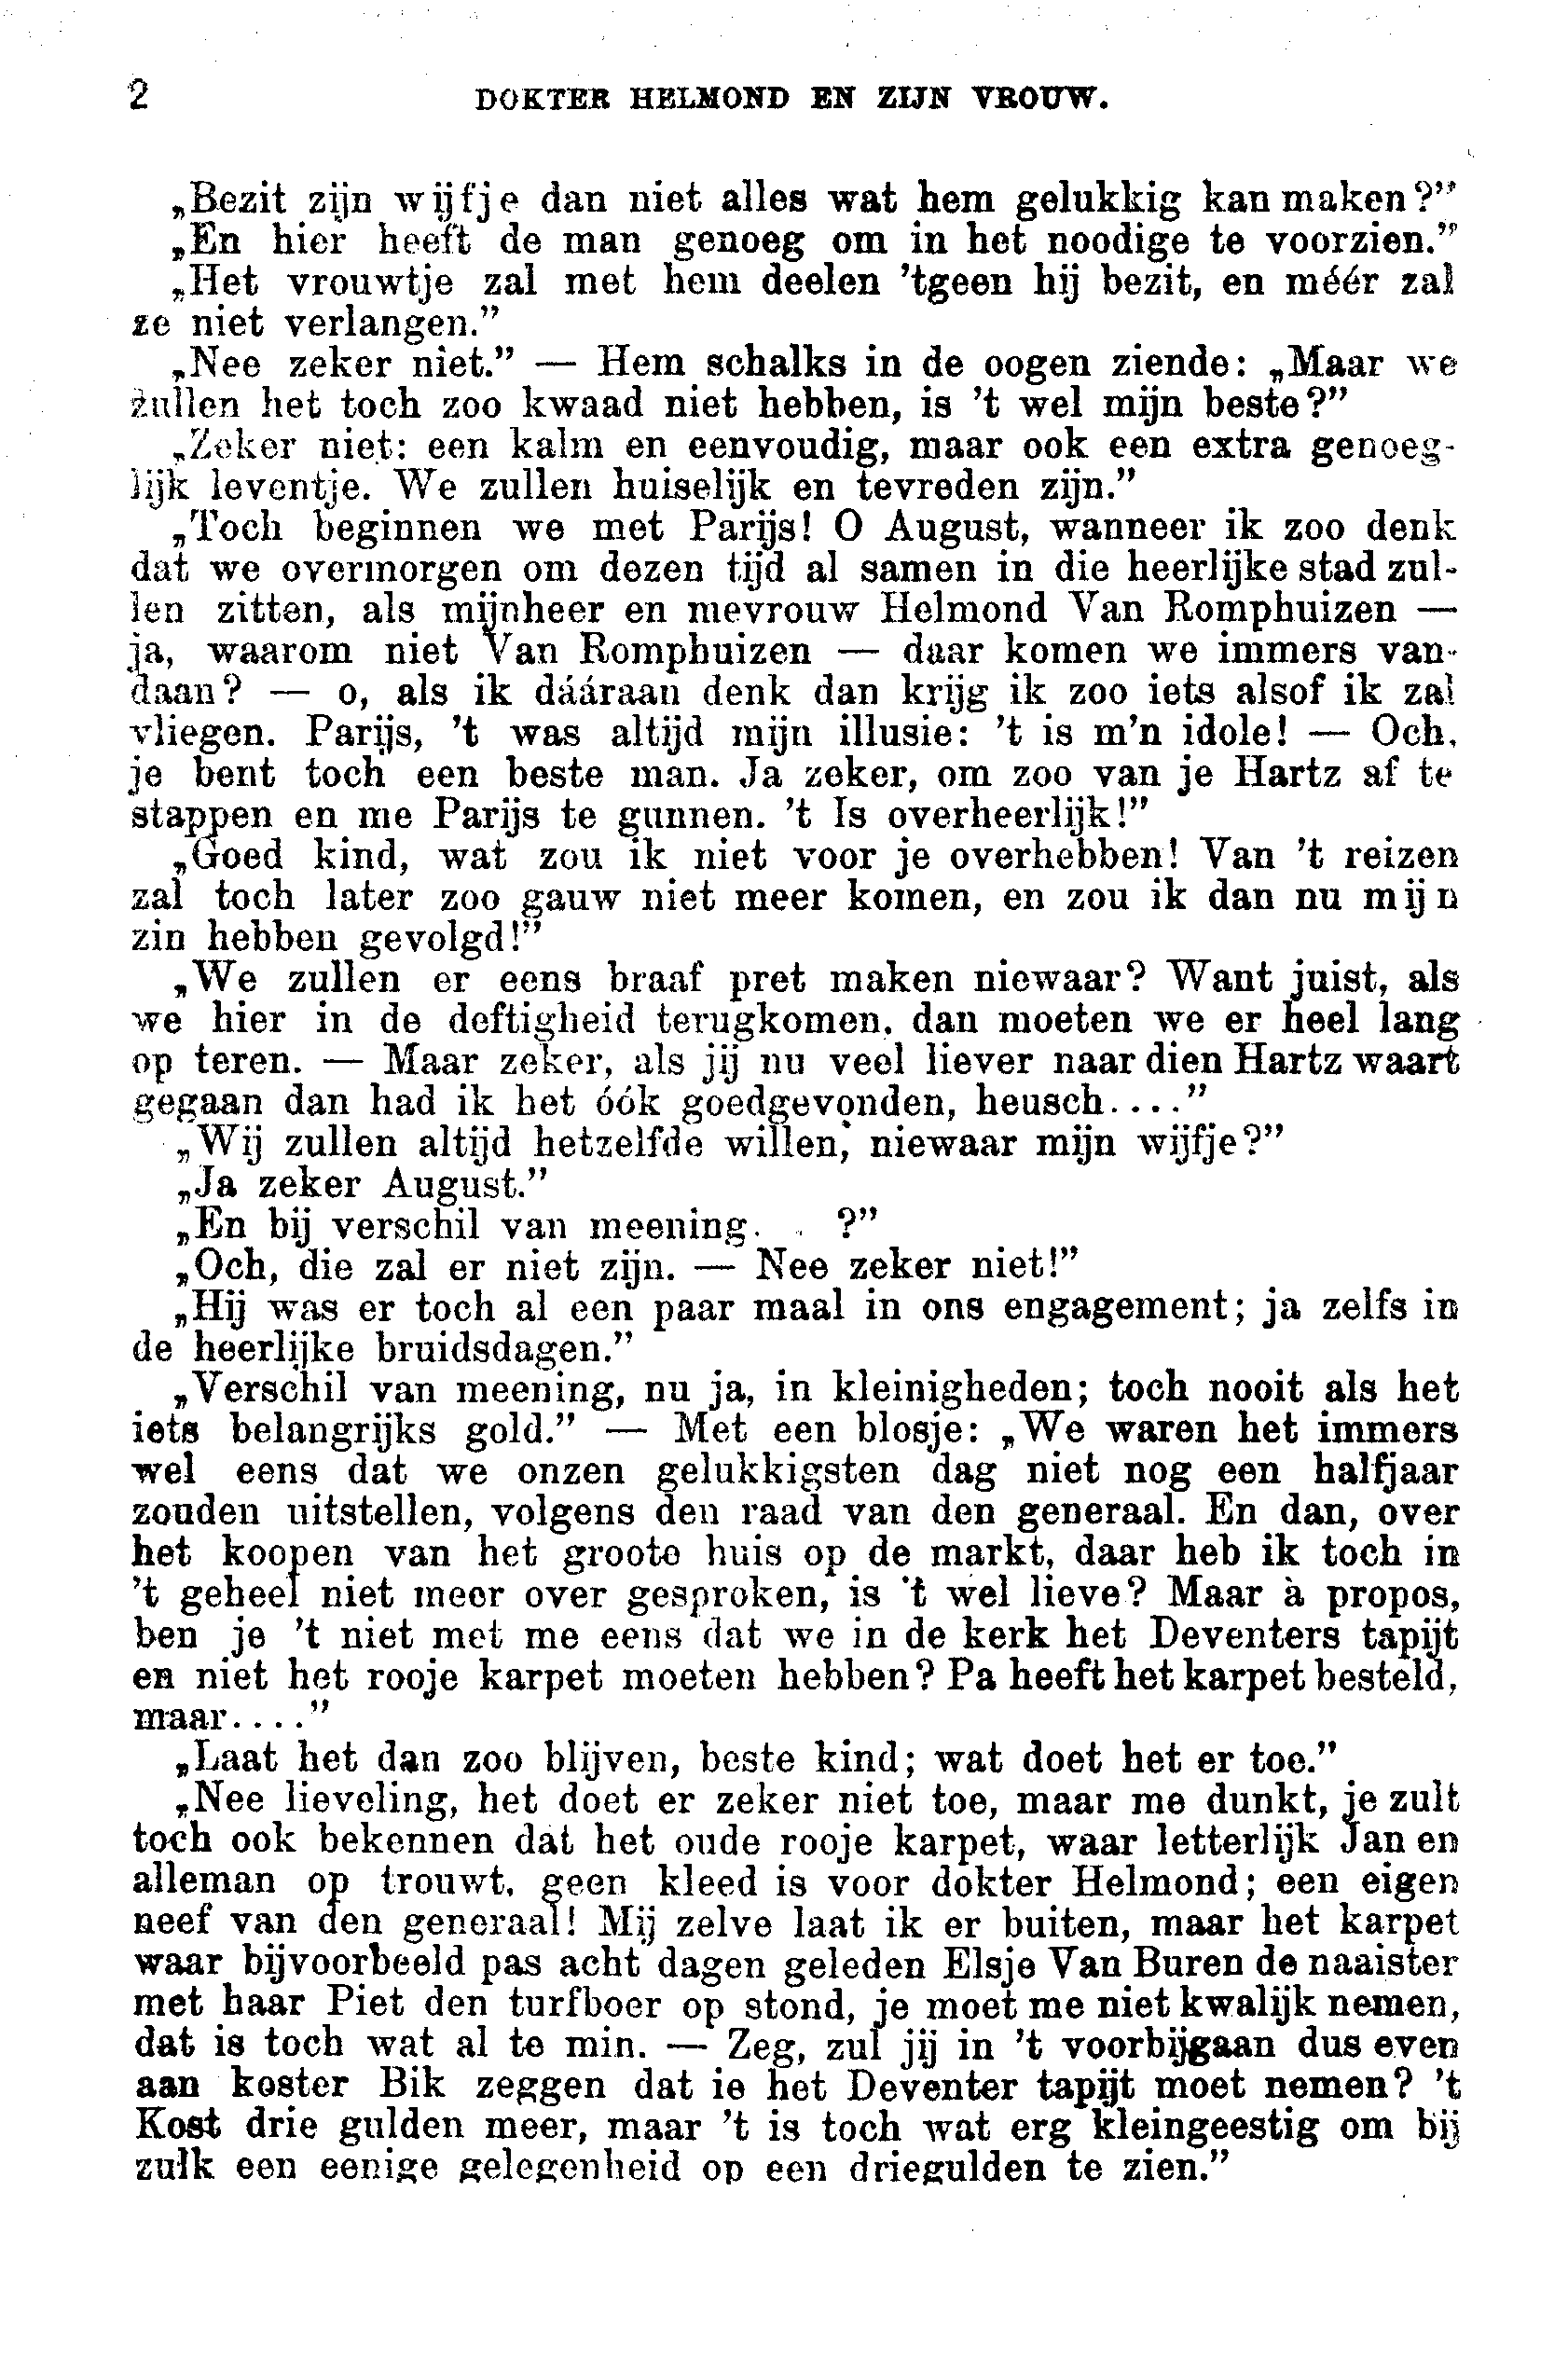 2 DOKTER HELMOND EN ZIJN VROUW.
„Bezit zijn wijfje dan niet alles wat hem gelukkig kan maken?”
„En hier heeft de man genoeg om in het noodige te voorzien.”
„Het vrouwtje zal met hem deelen ’tgeen hij bezit, en méér zal
ze niet verlangen.”
„Nee zeker niet.” — Hem schalks in de oogen ziende: „Maar we
zullen het toch zoo kwaad niet hebben, is ’t wel mijn beste?”
„Zeker niet: een kalm en eenvoudig, maar ook een extra genoeg-
lijk leventje. We zullen huiselijk en tevreden zijn.”
„Toch beginnen we met Parijs! O August, wanneer ik zoo denk
dat we overmorgen om dezen tijd al samen in die heerlijke stad zul-
len zitten, als mijnheer en mevrouw Helmond Van Romphuizen —
ja, waarom niet Van Romphuizen — daar komen we immers van-
daan? — o, als ik dááraan denk dan krijg ik zoo iets alsof ik zal
vliegen. Parijs, ’t was altijd mijn illusie: ’t is m’n idole! — Och,
je bent toch een beste man. Ja zeker, om zoo van je Hartz af te
stappen en me Parijs te gunnen. ’t Is overheerlijk!”
„Goed kind, wat zou ik niet voor je overhebben! Van ’t reizen
zal toch later zoo gauw niet meer komen, en zou ik dan nu mijn
zin hebben gevolgd!”
„We zullen er eens braaf pret maken niewaar? Want juist, als
we hier in de deftigheid terugkomen, dan moeten we er heel lang
op teren. — Maar zeker, als jij nu veel liever naar dien Hartz waart
gegaan dan had ik het óók goedgevonden, heusch....”
„Wij zullen altijd hetzelfde willen, niewaar mijn wijfje?”
„Ja zeker August.”
„En bij verschil van meening. . ?”
„Och, die zal er niet zijn. — Nee zeker niet!”
„Hij was er toch al een paar maal in ons engagement; ja zelfs in
de heerlijke bruidsdagen.”
„Verschil van meening, nu ja, in kleinigheden; toch nooit als het
iets belangrijks gold.” — Met een blosje: „We waren het immers
wel eens dat we onzen gelukkigsten dag niet nog een halfjaar
zouden uitstellen, volgens den raad van den generaal. En dan, over
het koopen van het groote huis op de markt, daar heb ik toch in
’t geheel niet meer over gesproken, is ’t wel lieve? Maar à propos,
ben je ’t niet met me eens dat we in de kerk het Deventers tapijt
en niet het rooje karpet moeten hebben? Pa heeft het karpet besteld,
maar....”
„Laat het dan zoo blijven, beste kind; wat doet het er toe.”
„Nee lieveling, het doet er zeker niet toe, maar me dunkt, je zult
toch ook bekennen dat het oude rooje karpet, waar letterlijk Jan en
alleman op trouwt, geen kleed is voor dokter Helmond; een eigen
neef van den generaal! Mij zelve laat ik er buiten, maar het karpet
waar bijvoorbeeld pas acht dagen geleden Elsje Van Buren de naaister
met haar Piet den turfboer op stond, je moet me niet kwalijk nemen,
dat is toch wat al te min. — Zeg, zul jij in ’t voorbijgaan dus even
aan koster Bik zeggen dat ie het Deventer tapijt moet nemen? ’t
Kost drie gulden meer, maar ’t is toch wat erg kleingeestig om bij
zulk een eenige gelegenheid op een driegulden te zien.”